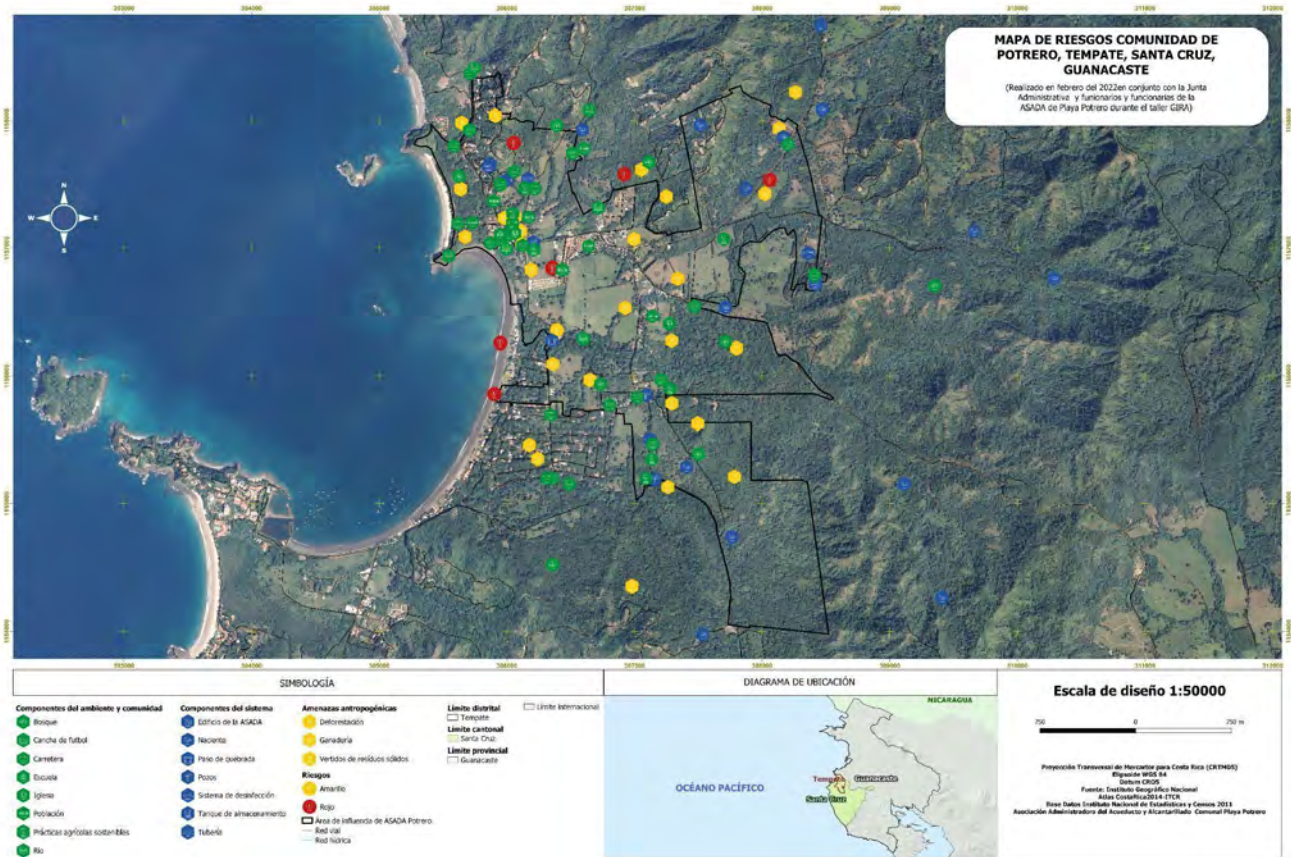 MAPA DE RIESGOS COMUNIDAD DE
POTRERO, TEMPATE, SANTA CRUZ,
GUANACASTE
(Realizado en febrero del 2022en conjunto con la Junta
Administrativa y funionarios y funcionarias de la
ASADA de Playa Potrero durante el taller GIRA)
N
W
E
S
SIMBOLOGÍA
Componentes del ambiente y comunidad
Bosque
Cancha de futbol
Carretera
Escuela
Iglesia
Población
Prácticas agrícolas sostenibles
Río
Componentes del sistema
Edificio de la ASADA
Naciente
Paso de quebrada
Pozos
Sistema de desinfección
Tanque de almacenamiento
Tubería
Amenazas antropogénicas
Deforestación
Ganadería
Vertidos de residuos sólidos
Riesgos
Amarillo
Rojo
Área de influencia de ASADA Potrero
Red vial
Red hídrica
Límite distrital
Tempate
Límite cantonal
Santa Cruz
Límite provincial
Guanacaste
Límite internacional
DIAGRAMA DE UBICACIÓN
NICARAGUA
OCÉANO PACÍFICO
Tempate
Guanacaste
Santa Cruz
Escala de diseño 1:50000
750
0
750 m
Proyección Transversal de Mercartor para Costa Rica (CRTM05)
Elipsoide WGS 84
Datum CR05
Fuente: Instituto Geográfico Nacional
Atlas CostaRica2014-ITCR
Base Datos Instituto Nacional de Estadísticas y Censos 2011
Asociación Administradora del Acueducto y Alcantarillado Comunal Playa Potrero